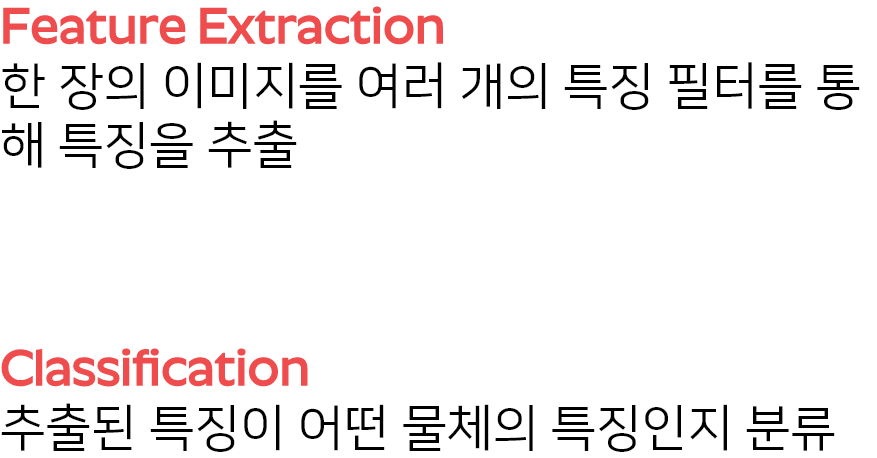 Feature Extraction
한 장의 이미지를 여러 개의 특징 필터를 통
해 특징을 추출
Classification
추출된 특징이 어떤 물체의 특징인지 분류